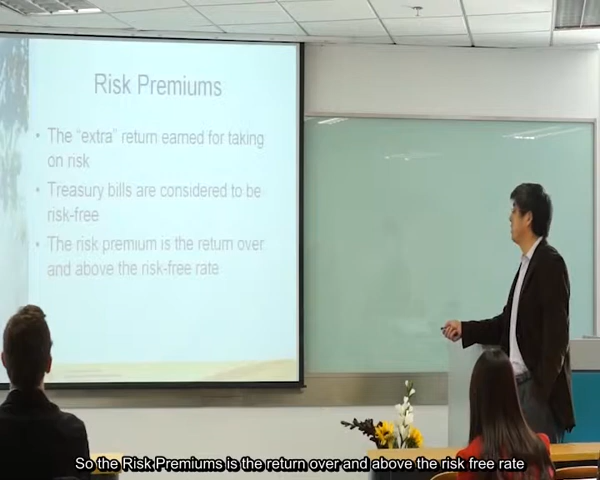 Risk Premiums
• The “extra” return earned for taking
on risk
• Treasury bills are considered to be
risk-free
• The risk premium is the return over
and above the risk-free rate
So the Risk Premiums is the return over and above the risk free rate